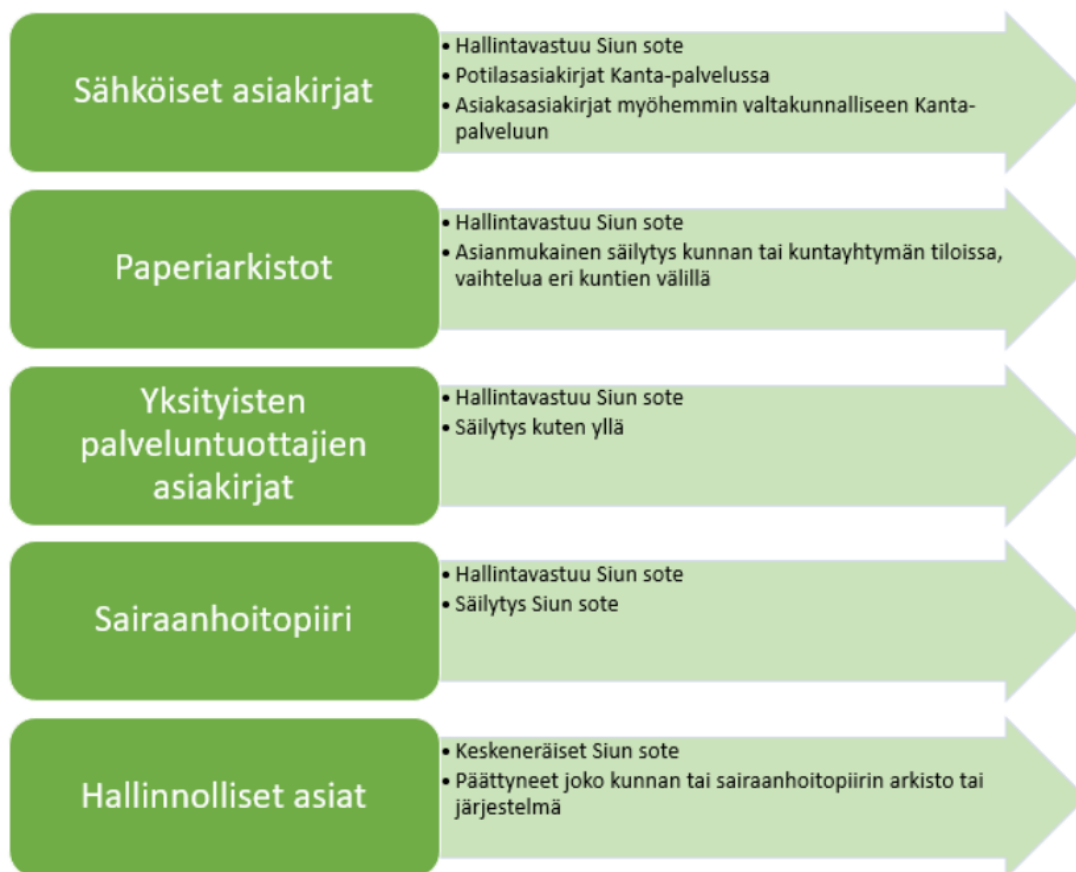 Sähköiset asiakirjat
• Hallintavastuu Siun sote
• Potilasasiakirjat Kanta-palvelussa
• Asiakasasiakirjat myöhemmin valtakunnalliseen Kanta-
palveluun
Paperiarkistot
• Hallintavastuu Siun sote
• Asianmukainen säilytys kunnan tai kuntayhtymän tiloissa,
vaihtelua eri kuntien välillä
Yksityisten
palveluntuottajien
asiakirjat
• Hallintavastuu Siun sote
• Säilytys kuten yllä
Sairaanhoitopiiri
• Hallintavastuu Siun sote
• Säilytys Siun sote
Hallinnolliset asiat
• Keskeneräiset Siun sote
• Päättyneet joko kunnan tai sairaanhoitopiirin arkisto tai
järjestelmä